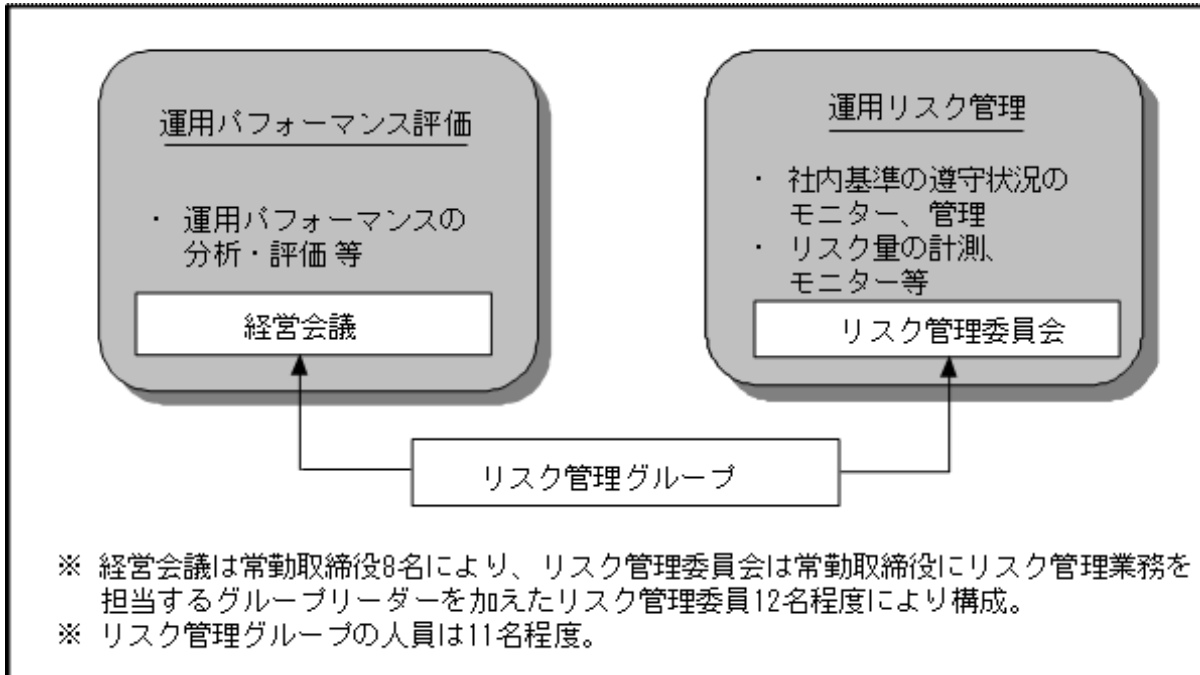 運用パフォーマンス評価
・ 運用パフォーマンスの
分析・評価 等
経営会議
運用リスク管理
・ 社内基準の遵守状況の
モニター、管理
・ リスク量の計測、
モニター等
リスク管理委員会
リスク管理グループ
※ 経営会議は常勤取締役8名により、リスク管理委員会は常勤取締役にリスク管理業務を
担当するグループリーダーを加えたリスク管理委員12名程度により構成。
※ リスク管理グループの人員は11名程度。